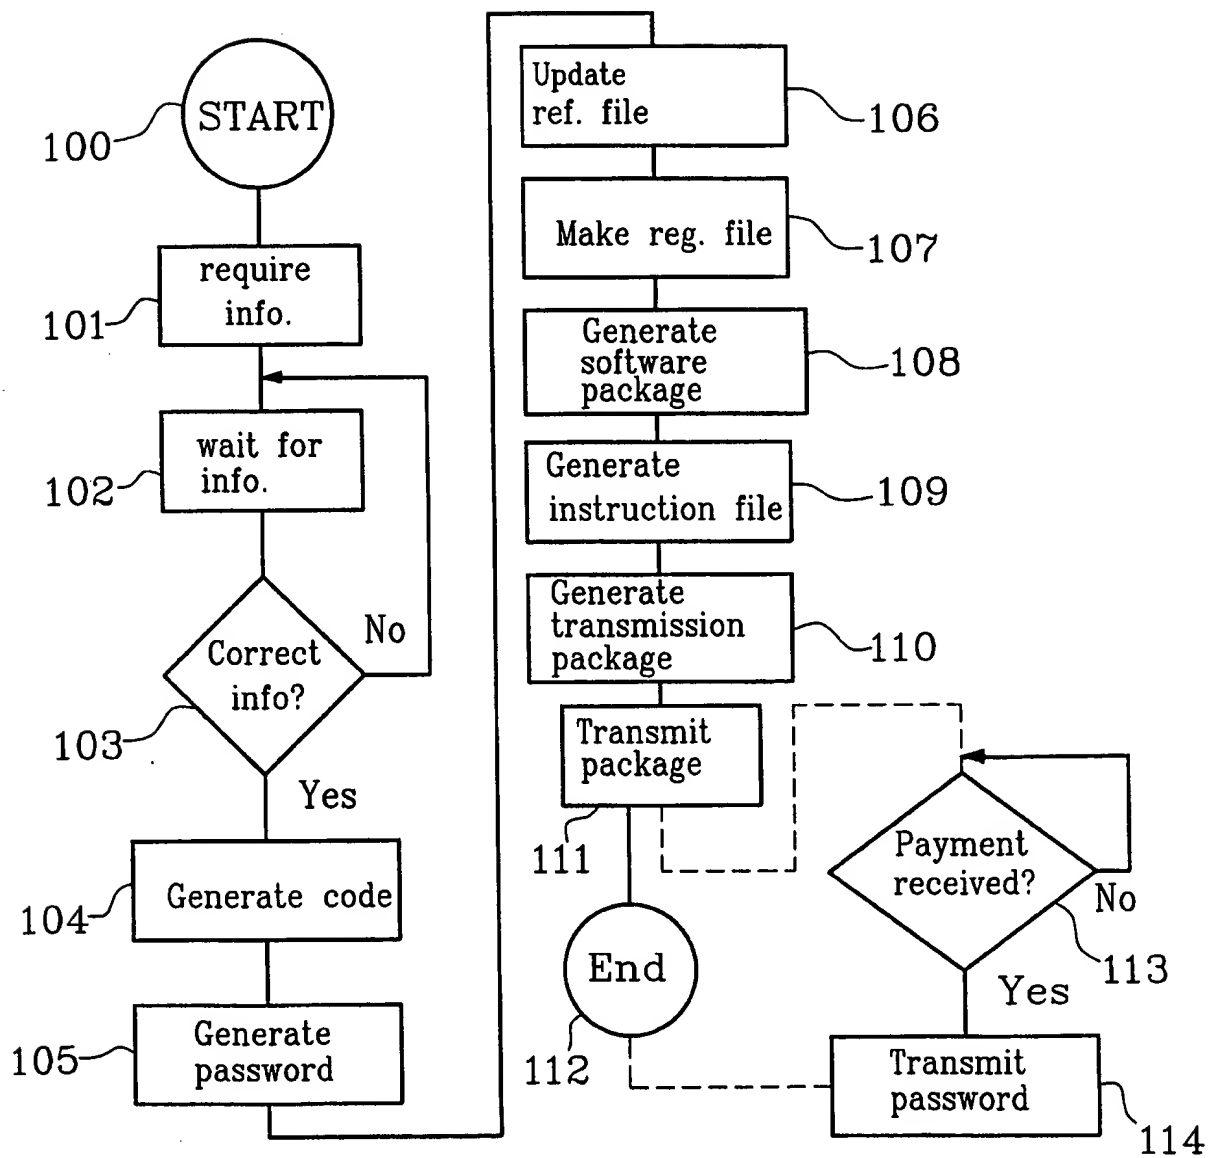 START
100
require
info.
101
wait for
info.
102
Correct
info?
No
103
Yes
Generate code
104
Generate
password
105
Update
ref. file
106
Make reg. file
107
Generate
software
package
108
Generate
instruction file
109
Generate
transmission
package
110
Transmit
package
111
End
112
Payment
received?
No
113
Yes
Transmit
password
114